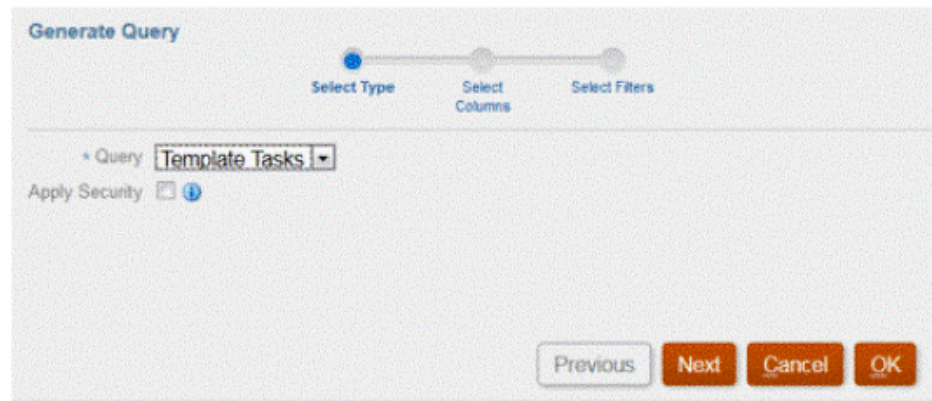 Generate Query
Select Type
Select Columns
Select Filters
* Query Template Tasks
Apply Security
Previous Next Cancel OK